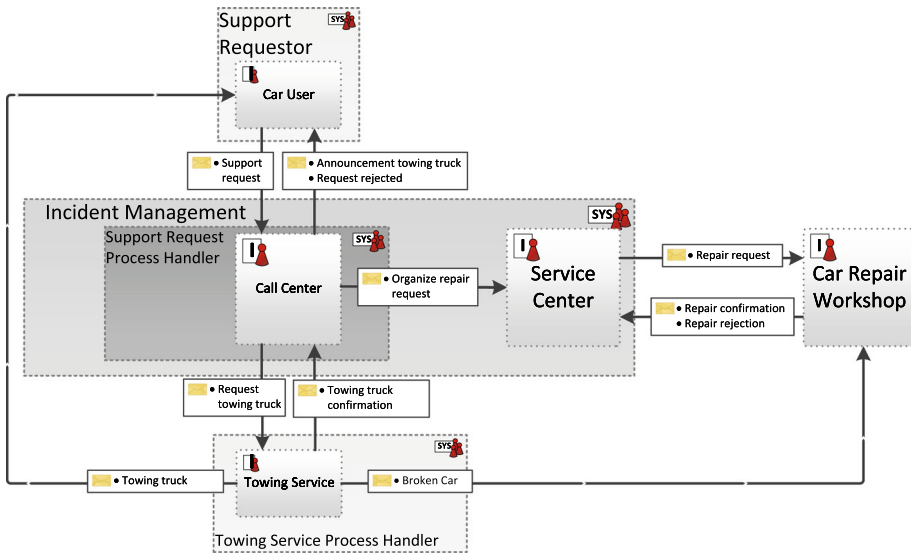 Support
Requestor
SYS
I
Car User
• Support
request
• Announcement towing truck
• Request rejected
Incident Management
SYS
Support Request
Process Handler
SYS
I
Call Center
• Organize repair
request
I
Service
Center
• Repair request
• Repair confirmation
• Repair rejection
I
Car Repair
Workshop
• Request
towing truck
• Towing truck
confirmation
SYS
I
Towing Service
• Towing truck
• Broken Car
Towing Service Process Handler